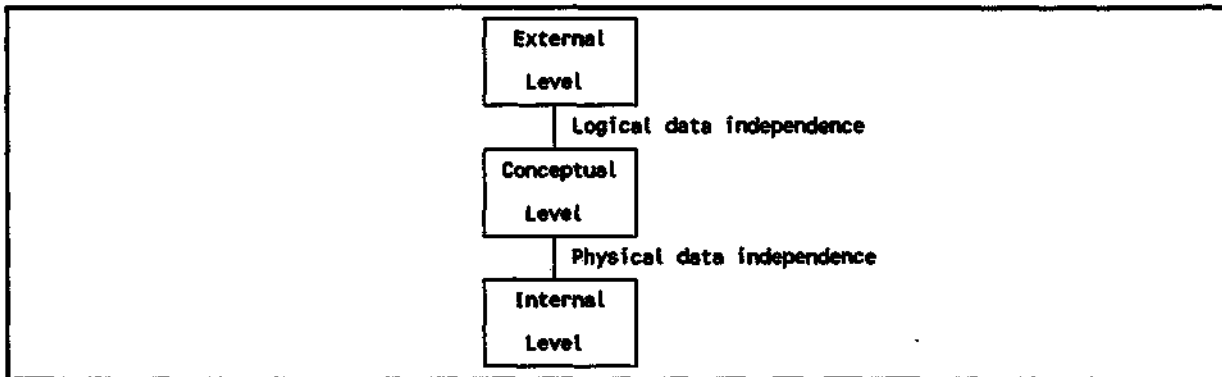 External
Level
Logical data independence
Conceptual
Level
Physical data independence
Internal
Level